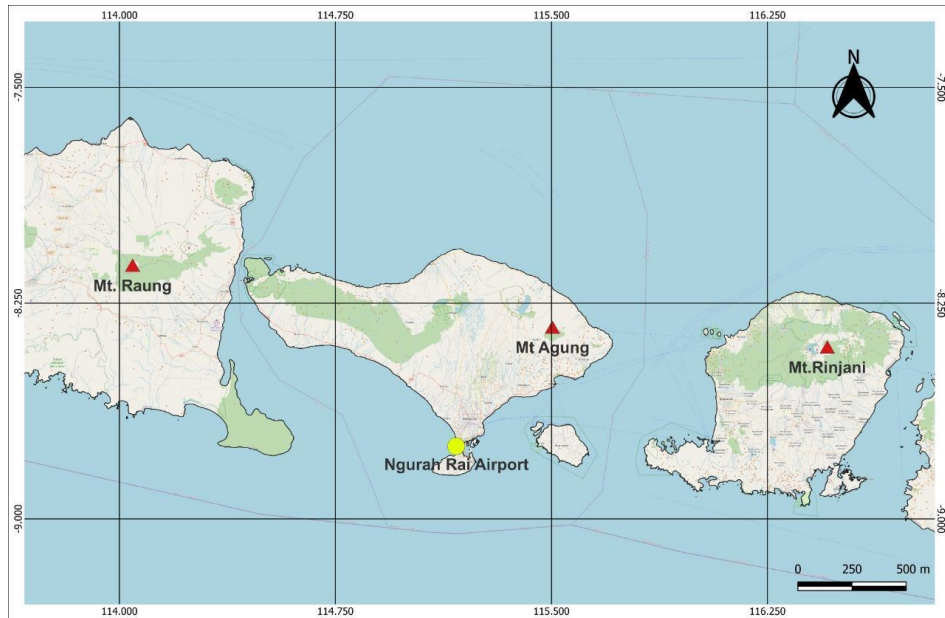 114.000 114.750 115.500 116.250
N
-7.500 -7.500
Mt. Raung
-8.250 -8.250
Mt Agung
Mt.Rinjani
Ngurah Rai Airport
-9.000 -9.000
0 250 500 m
114.000 114.750 115.500 116.250